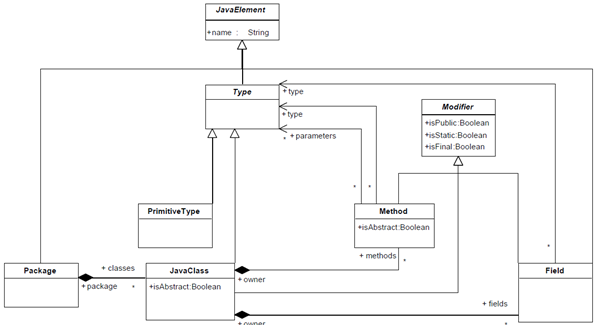 JavaElement
+name : String
Type
+ type
+ type
* + parameters
Modifier
+isPublic:Boolean
+isStatic:Boolean
+isFinal:Boolean
* *
*
PrimitiveType
Method
+isAbstract:Boolean
+ methods *
Package
+ classes
+package *
JavaClass
+isAbstract:Boolean
+ owner
Field
+ fields
+ owner *